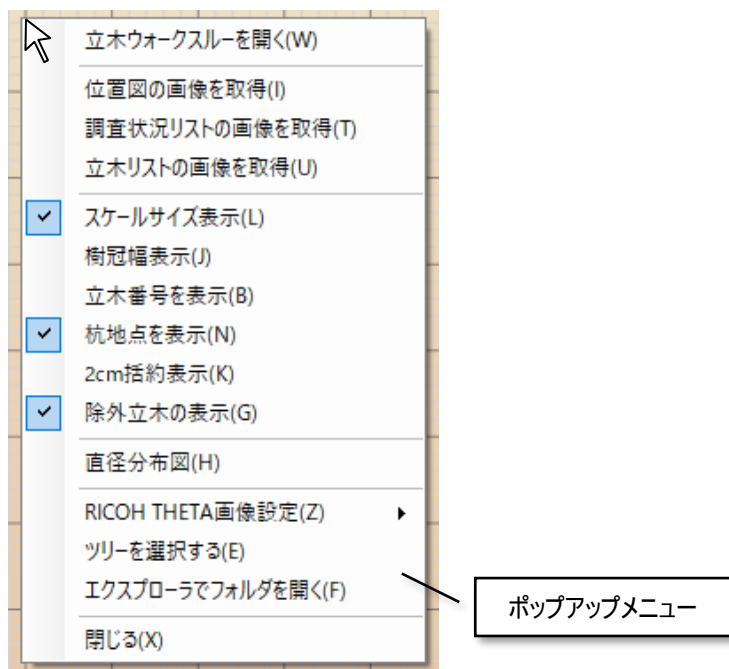 立木ウォークスルーを開く(W)
位置図の画像を取得(I)
調査状況リストの画像を取得(T)
立木リストの画像を取得(U)
スケールサイズ表示(L)
樹冠幅表示(J)
立木番号を表示(B)
杭地点を表示(N)
2cm括約表示(K)
除外立木の表示(G)
直径分布図(H)
RICOH THETA画像設定(Z)
ツリーを選択する(E)
エクスプローラでフォルダを開く(F)
ポップアップメニュー
閉じる(X)